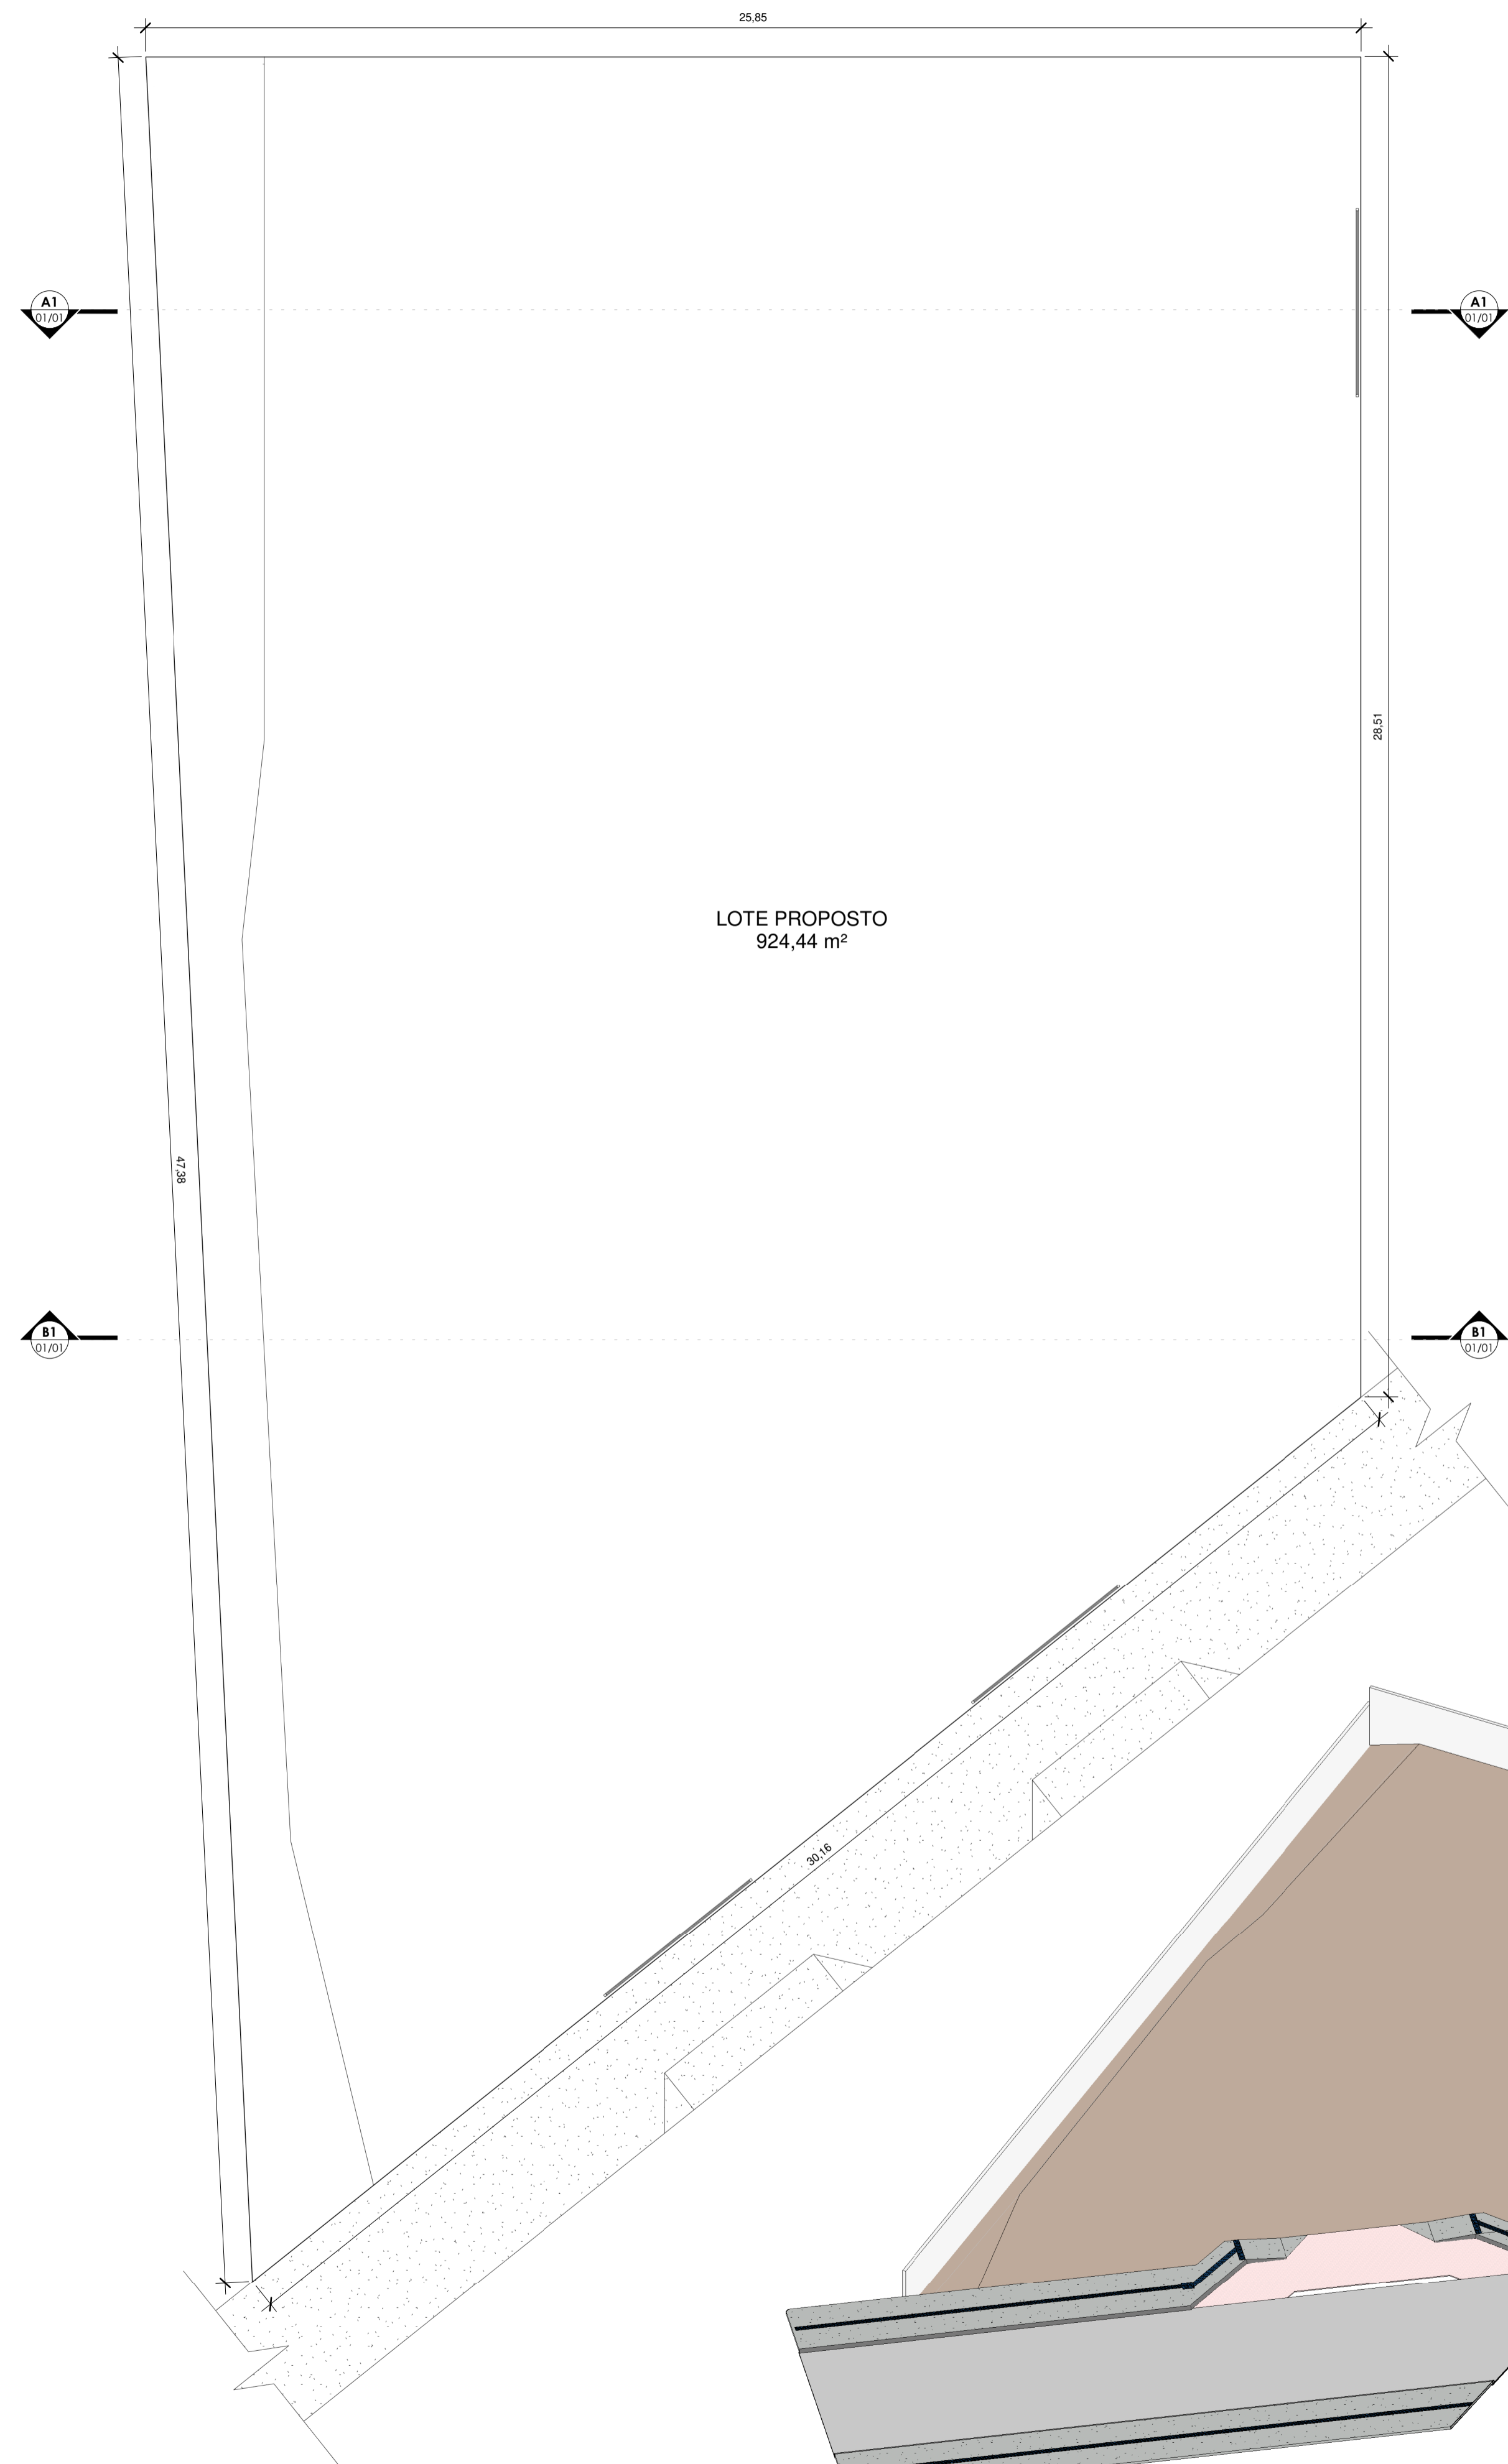 25,85
A1
01/01
A1
01/01
28,51
LOTE PROPOSTO
924,44 m²
47,38
B1
01/01
B1
01/01
30,16